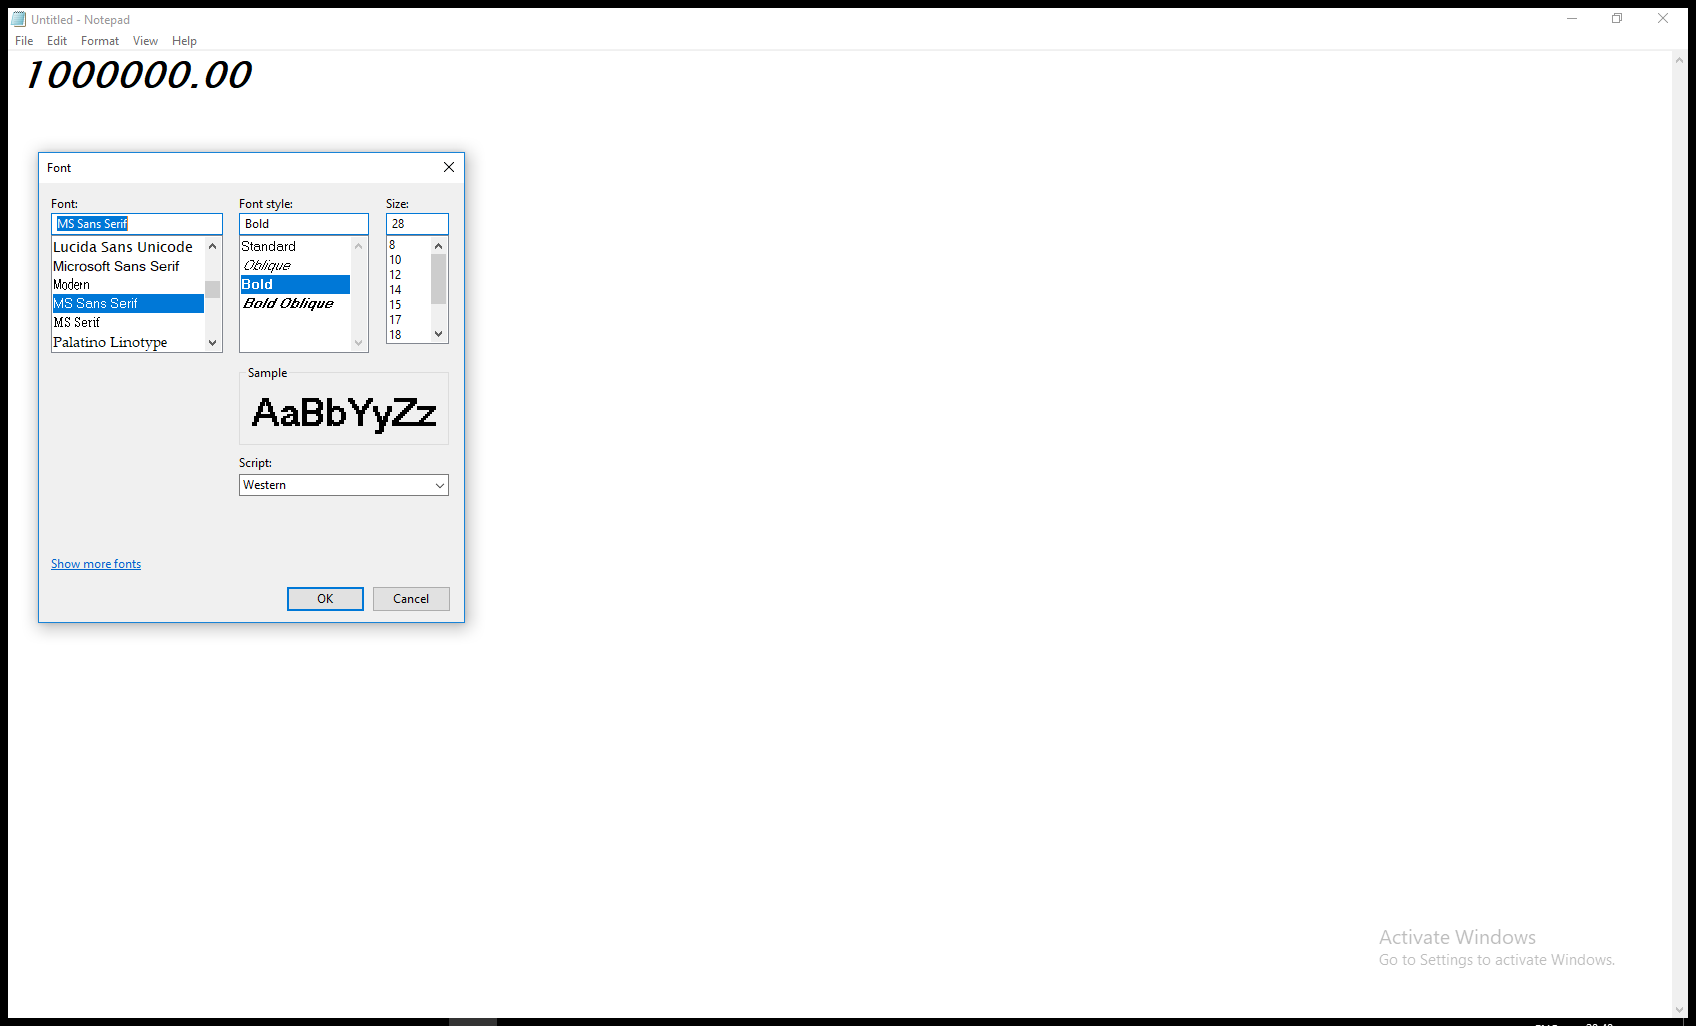 Untitled - Notepad
File Edit Format View Help
1000000.00
Font
Font: Font style: Size:
MS Sans Serif Bold 28
Lucida Sans Unicode
Microsoft Sans Serif
Modern
MS Sans Serif
MS Serif
Palatino Linotype
Standard
Oblique
Bold
Bold Oblique
8
10
12
14
15
17
18
Sample
AaBbYyZz
Script:
Western
Show more fonts
OK Cancel
Activate Windows
Go to Settings to activate Windows.